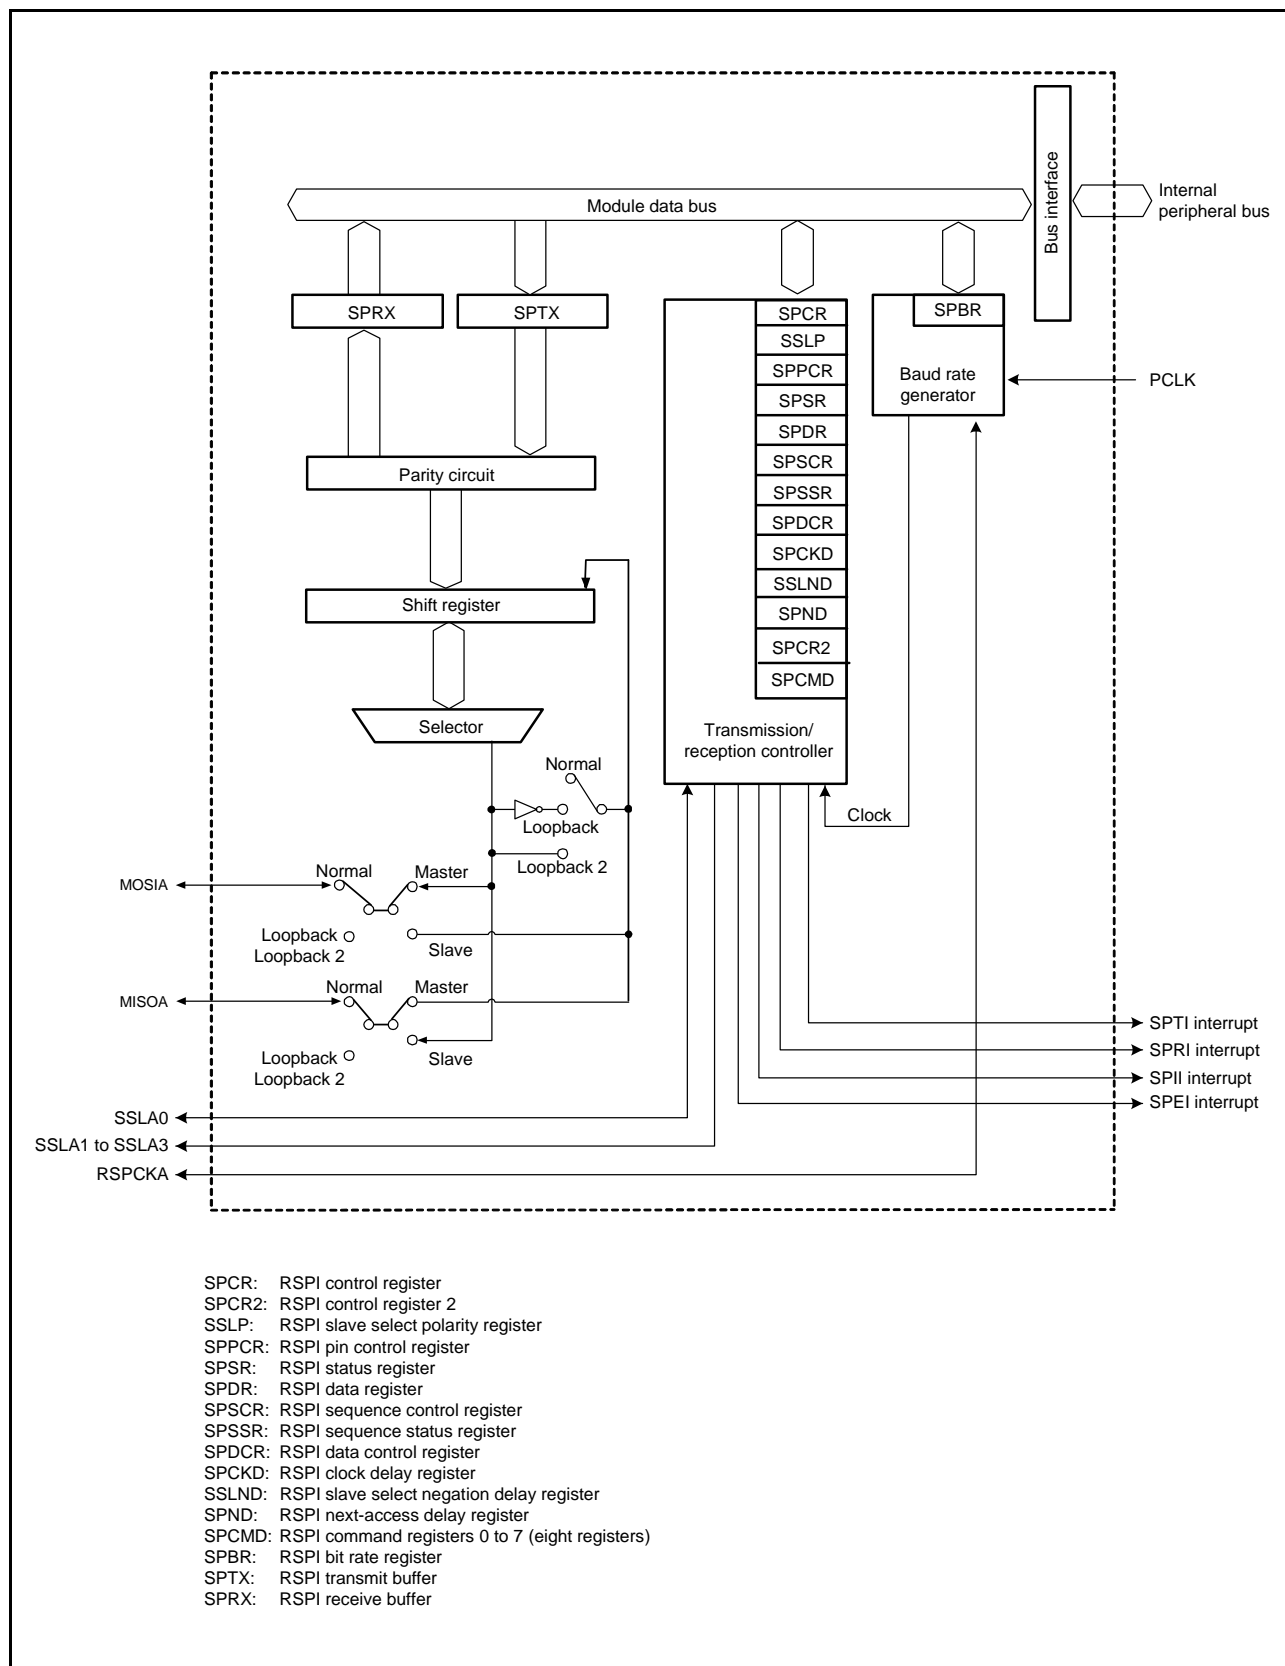 Bus interface
Internal
peripheral bus
Module data bus
SPRX
SPTX
SPCR
SSLP
SPPCR
SPSR
SPDR
SPSCR
SPSSR
SPDCR
SPCKD
SSLND
SPND
SPCR2
SPCMD
Transmission/
reception controller
SPBR
Baud rate
generator
PCLK
Parity circuit
Shift register
Selector
Normal
Loopback
Loopback 2
Clock
MOSIA
Normal
Master
Loopback
Loopback 2
Slave
MISOA
Normal
Master
Loopback
Loopback 2
Slave
SPTI interrupt
SPRI interrupt
SPII interrupt
SPEI interrupt
SSLA0
SSLA1 to SSLA3
RSPCKA
SPCR: RSPI control register
SPCR2: RSPI control register 2
SSLP: RSPI slave select polarity register
SPPCR: RSPI pin control register
SPSR: RSPI status register
SPDR: RSPI data register
SPSCR: RSPI sequence control register
SPSSR: RSPI sequence status register
SPDCR: RSPI data control register
SPCKD: RSPI clock delay register
SSLND: RSPI slave select negation delay register
SPND: RSPI next-access delay register
SPCMD: RSPI command registers 0 to 7 (eight registers)
SPBR: RSPI bit rate register
SPTX: RSPI transmit buffer
SPRX: RSPI receive buffer